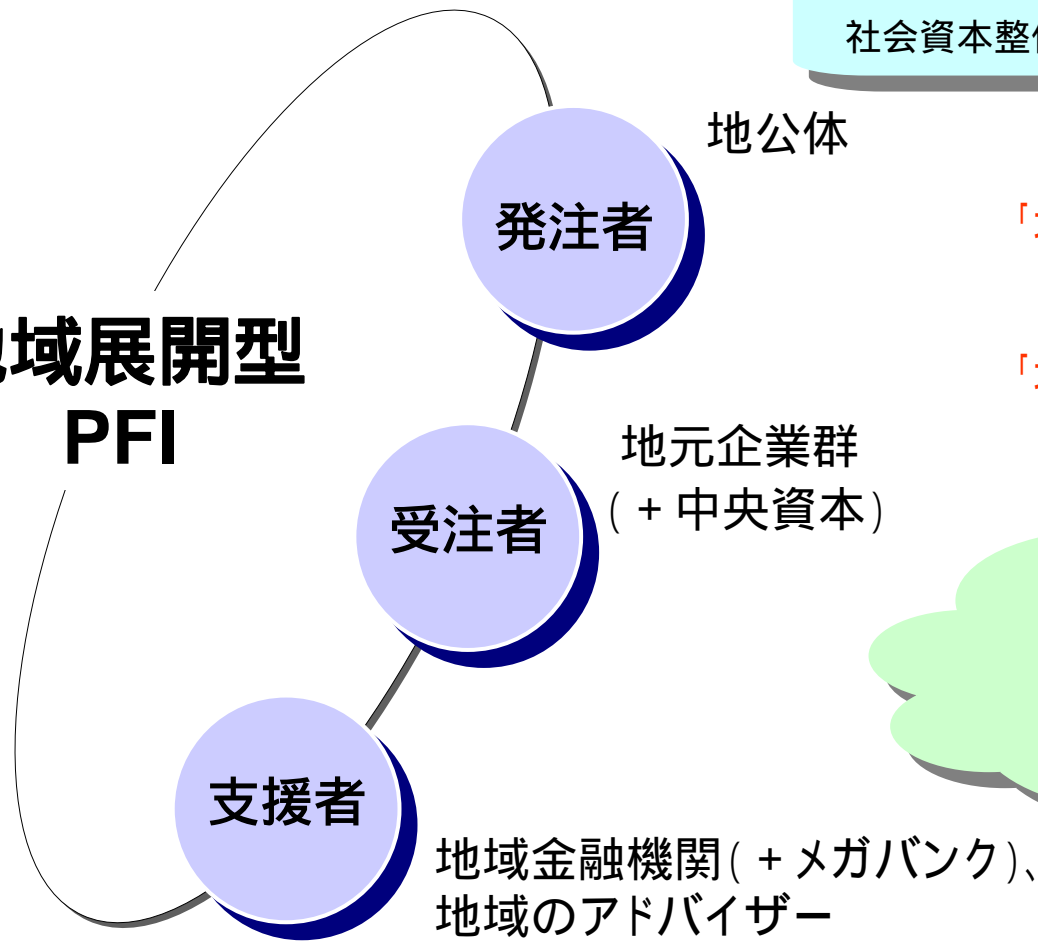 社会資本整
地公体
発注者
域展開型
PFI
地元企業群
(+中央資本)
受注者
支援者
地域金融機関(+メガバンク)、
地域のアドバイザー